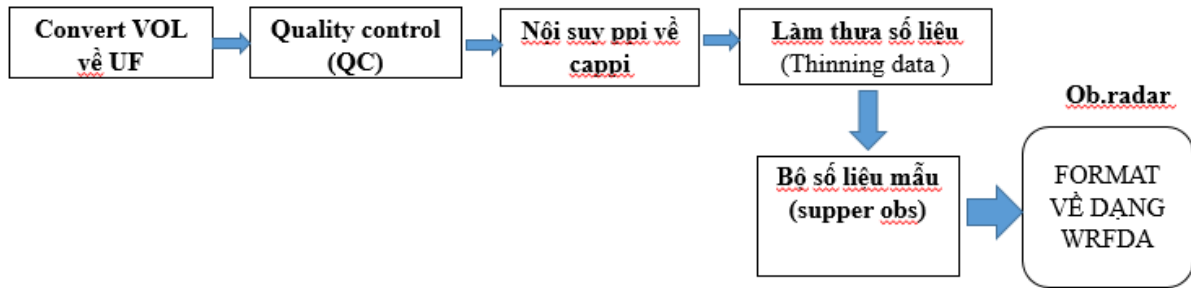 Convert VOL
về UF
Quality control
(QC)
Nội suy ppi về
cappi
Làm thưa số liệu
(Thinning data )
Ob.radar
Bộ số liệu mẫu
(supper obs)
FORMAT
VỀ DẠNG
WRFDA